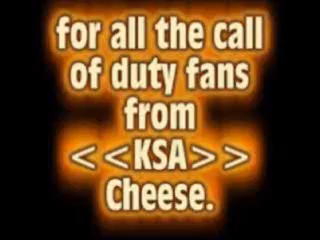 for all the call
of duty fans
from
<<KSA>>
Cheese.